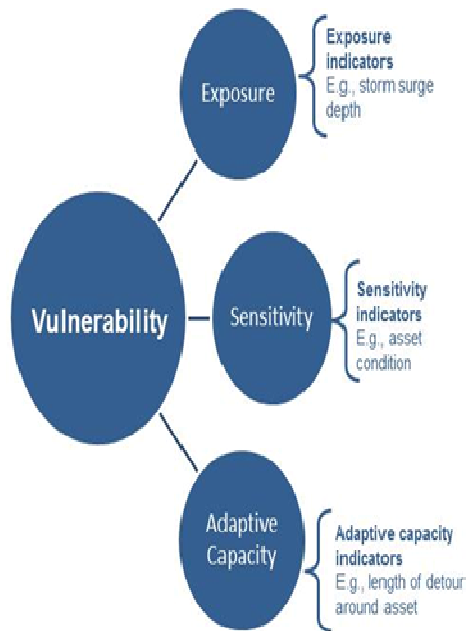 Exposure
Exposure
indicators
E.g., storm surge
depth
Vulnerability
Sensitivity
Sensitivity
indicators
E.g., asset
condition
Adaptive
Capacity
Adaptive capacity
indicators
E.g., length of detour
around asset